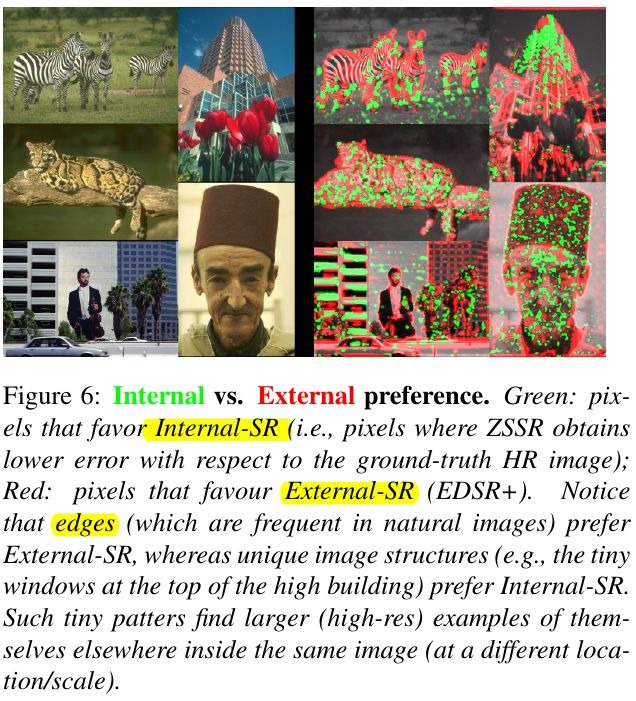 Figure 6: Internal vs. External preference. Green: pix-
els that favor Internal-SR (i.e., pixels where ZSSR obtains
lower error with respect to the ground-truth HR image);
Red: pixels that favour External-SR (EDSR+). Notice
that edges (which are frequent in natural images) prefer
External-SR, whereas unique image structures (e.g., the tiny
windows at the top of the high building) prefer Internal-SR.
Such tiny patters find larger (high-res) examples of them-
selves elsewhere inside the same image (at a different loca-
tion/scale).